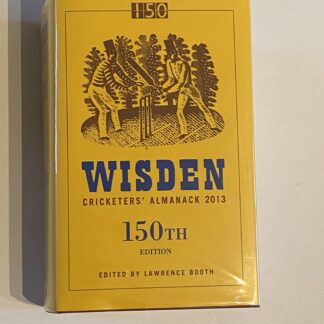 150
WISDEN
CRICKETERS' ALMANACK 2013
150TH
EDITION
EDITED BY LAWRENCE BOOTH